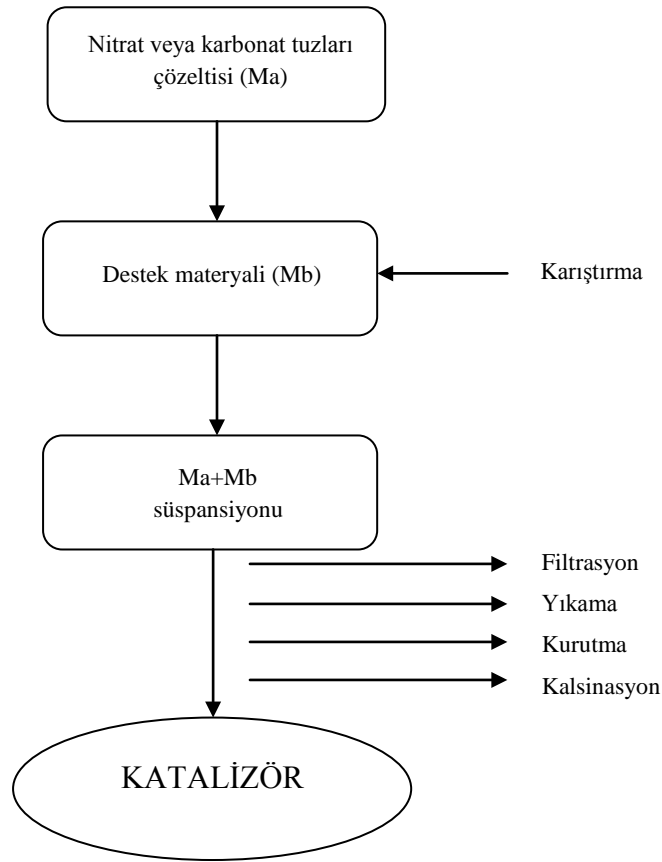 Nitrat veya karbonat tuzları
çözeltisi (Ma)
Destek materyali (Mb)
Karıştırma
Ma+Mb
süspansiyonu
Filtrasyon
Yıkama
Kurutma
Kalsinasyon
KATALİZÖR